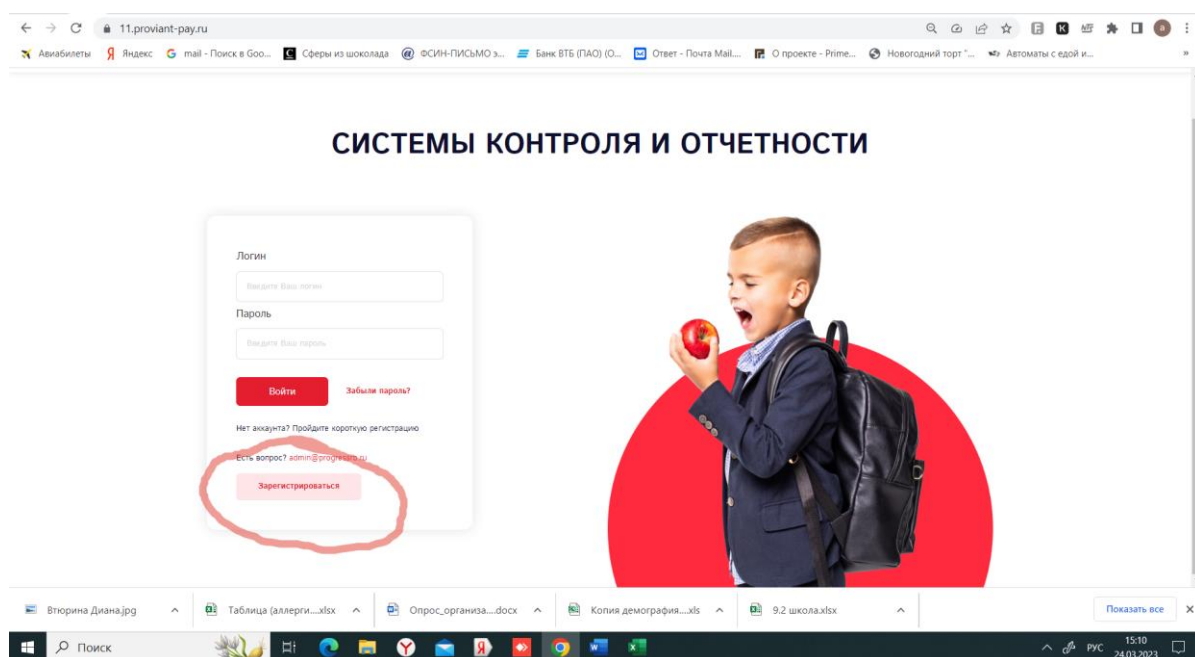 11.proviant-pay.ru
Авиабилеты Яндекс mail - Поиск в Goo... Сферы из шоколада ФСИН-ПИСЬМО э... Банк ВТБ (ПАО) (О... Ответ - Почта Mail.... О проекте - Prime... Новогодний торт "... Автоматы с едой и... »
СИСТЕМЫ КОНТРОЛЯ И ОТЧЕТНОСТИ
Логин
Введите Ваш логин
Пароль
Введите Ваш пароль
Войти Забыли пароль?
Нет аккаунта? Пройдите короткую регистрацию
Есть вопрос?
Зарегистрироваться
Втюрина Диана.jpg Таблица (аллерги....xlsx Опрос_организа....docx Копия демография....xls 9.2 школа.xlsx Показать все
Поиск РУС 15:10
24.03.2023